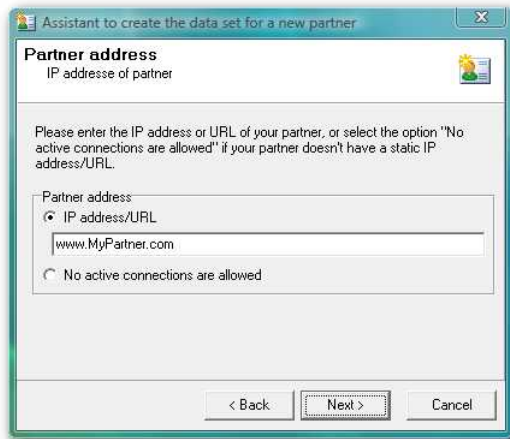 Assistant to create the data set for a new partner
Partner address
IP addresse of partner
Please enter the IP address or URL of your partner, or select the option "No
active connections are allowed" if your partner doesn't have a static IP
address/URL.
Partner address
IP address/URL
www.MyPartner.com
No active connections are allowed
< Back
Next >
Cancel